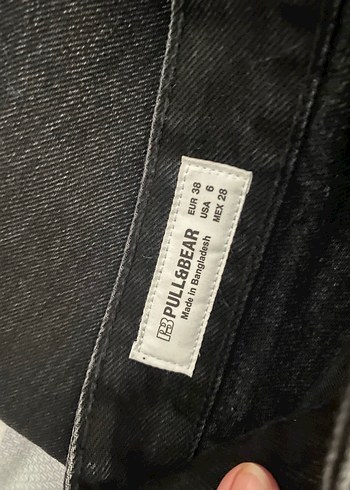 PULL&BEAR
Made in Bangladesh
EUR 38
USA 6
MEX 28